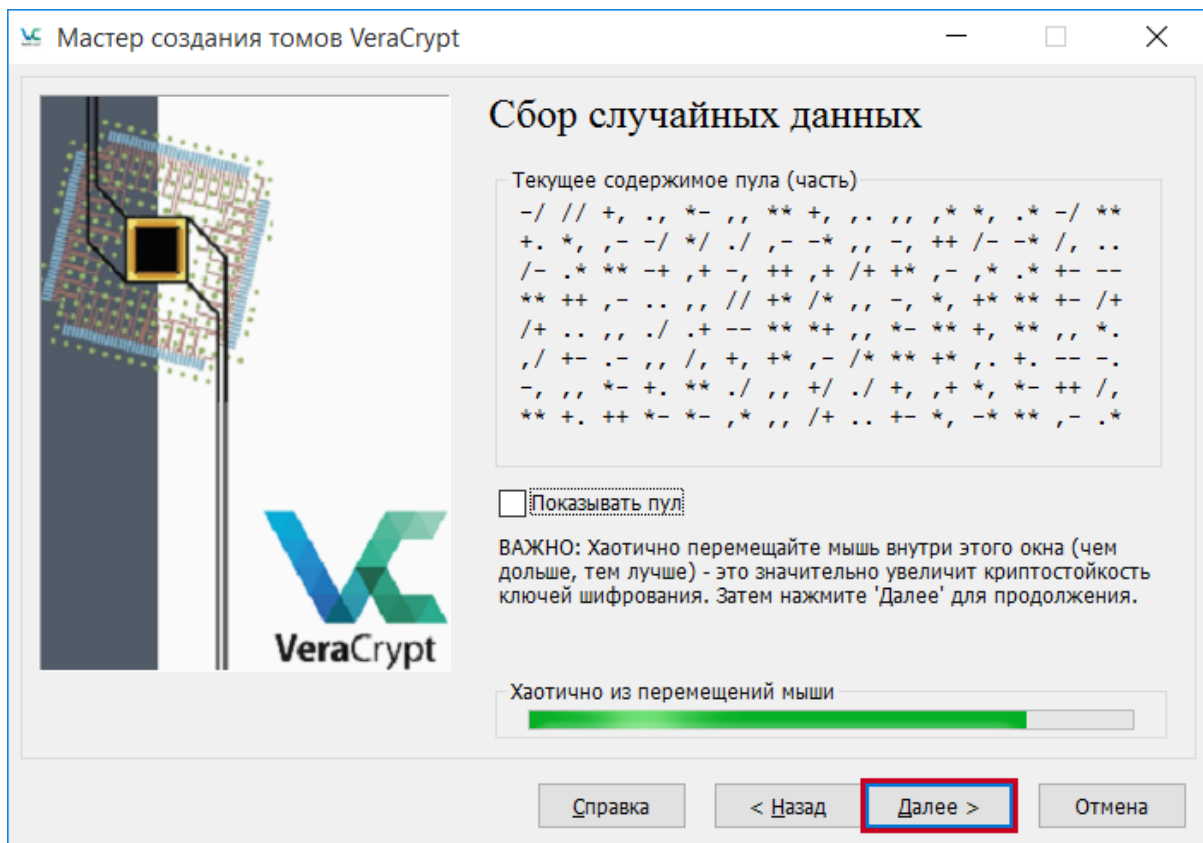 Мастер создания томов VeraCrypt
Сбор случайных данных
Текущее содержимое пула (часть)
-/ // +, ., *- ,, ** +, ,. ,, ,* *, .* -/ **
+. *, ,- -/ */ ./ ,- -* ,, -, ++ /- -* /, ..
/- .* ** -+ ,+ -, ++ ,+ /+ +* ,- ,* .* +- --
** ++ ,- .. ,, // +* /* ,, -, *, +* ** +- /+
/+ .. ,, ./ .+ -- ** *+ ,, *- ** +, ** ,, *.
,/ +- .- ,, /, +, +* ,- /* ** +* ,. +. -- -.
-, ,, *- +. ** ./ ,, +/ ./ +, ,+ *, *- ++ /,
** +. ++ *- *- ,* ,, /+ .. +- *, -* ** ,- .*
Показывать пул
ВАЖНО: Хаотично перемещайте мышь внутри этого окна (чем
дольше, тем лучше) - это значительно увеличит криптостойкость
ключей шифрования. Затем нажмите 'Далее' для продолжения.
VeraCrypt
Хаотично из перемещений мыши
Справка
< Назад
Далее >
Отмена